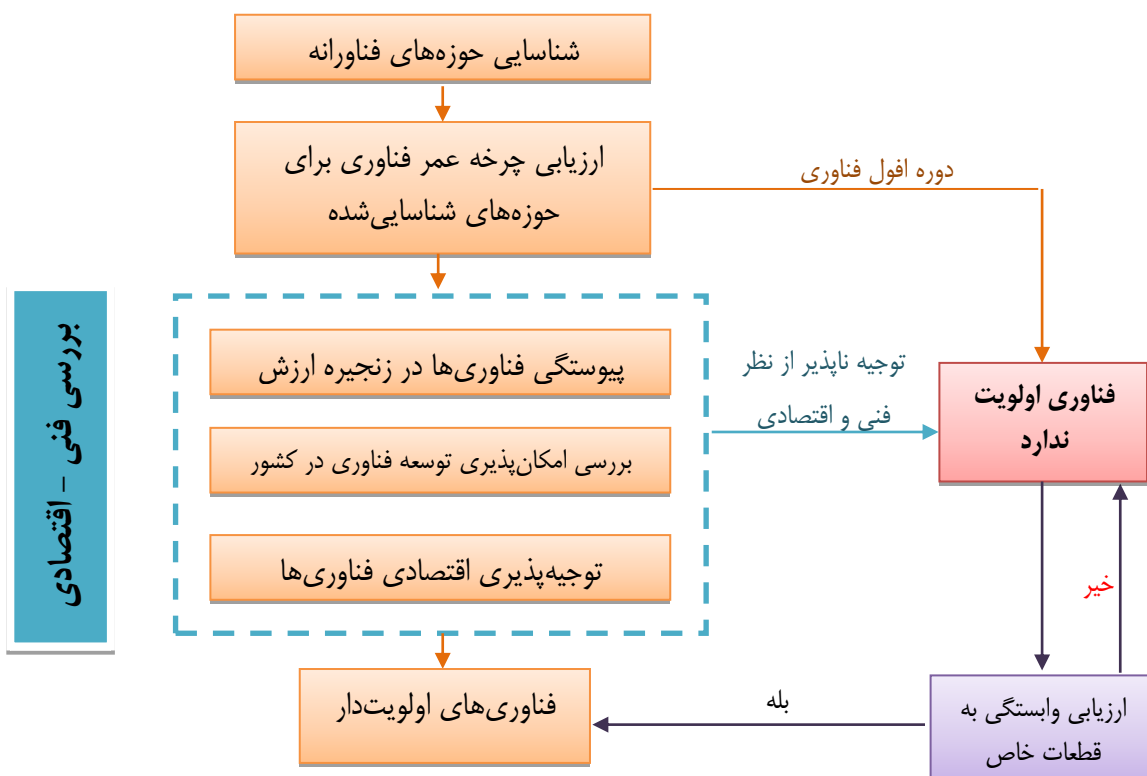 شناسایی حوزه‌های فناورانه
ارزیابی چرخه عمر فناوری برای
حوزه‌های شناسایی‌شده
دوره افول فناوری
بررسی فنی - اقتصادی
پیوستگی فناوری‌ها در زنجیره ارزش
بررسی امکان‌پذیری توسعه فناوری در کشور
توجیه‌پذیری اقتصادی فناوری‌ها
توجیه ناپذیر از نظر
فنی و اقتصادی
فناوری اولویت
ندارد
خیر
فناوری‌های اولویت‌دار
بله
ارزیابی وابستگی به
قطعات خاص